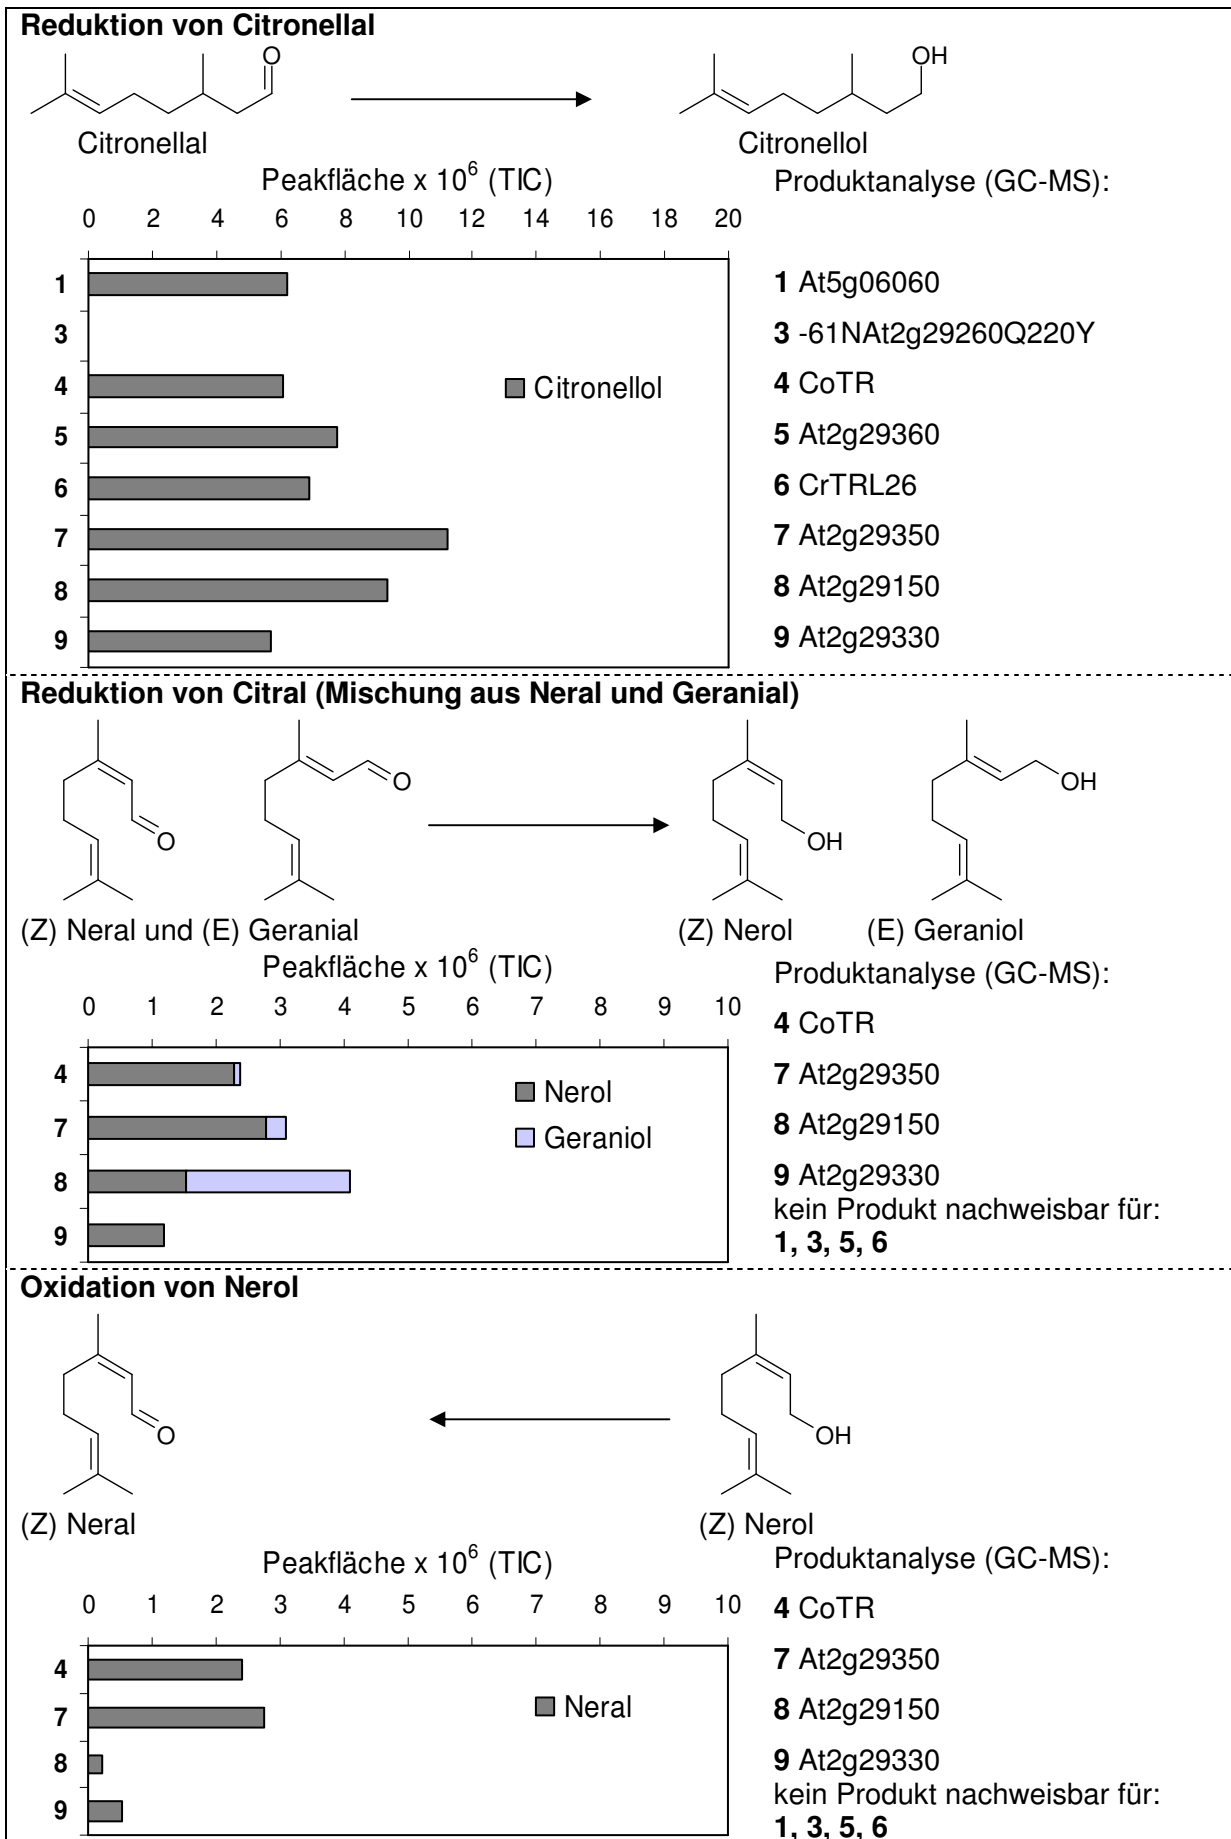 Reduktion von Citronellal
O
OH
Citronellal
Citronellol
Peakfläche x 10⁶ (TIC)
Produktanalyse (GC-MS):
0 2 4 6 8 10 12 14 16 18 20
1
1 At5g06060
3
3 -61NAt2g29260Q220Y
4
Citronellol
4 CoTR
5
5 At2g29360
6
6 CrTRL26
7
7 At2g29350
8
8 At2g29150
9
9 At2g29330
Reduktion von Citral (Mischung aus Neral und Geranial)
O
O
OH
OH
(Z) Neral und (E) Geranial
(Z) Nerol
(E) Geraniol
Peakfläche x 10⁶ (TIC)
Produktanalyse (GC-MS):
0 1 2 3 4 5 6 7 8 9 10
4 CoTR
4
7 At2g29350
Nerol
7
8 At2g29150
Geraniol
8
9 At2g29330
kein Produkt nachweisbar für:
9
1, 3, 5, 6
Oxidation von Nerol
O
OH
(Z) Neral
(Z) Nerol
Peakfläche x 10⁶ (TIC)
Produktanalyse (GC-MS):
0 1 2 3 4 5 6 7 8 9 10
4 CoTR
4
7 At2g29350
Neral
7
8 At2g29150
8
9 At2g29330
kein Produkt nachweisbar für:
9
1, 3, 5, 6